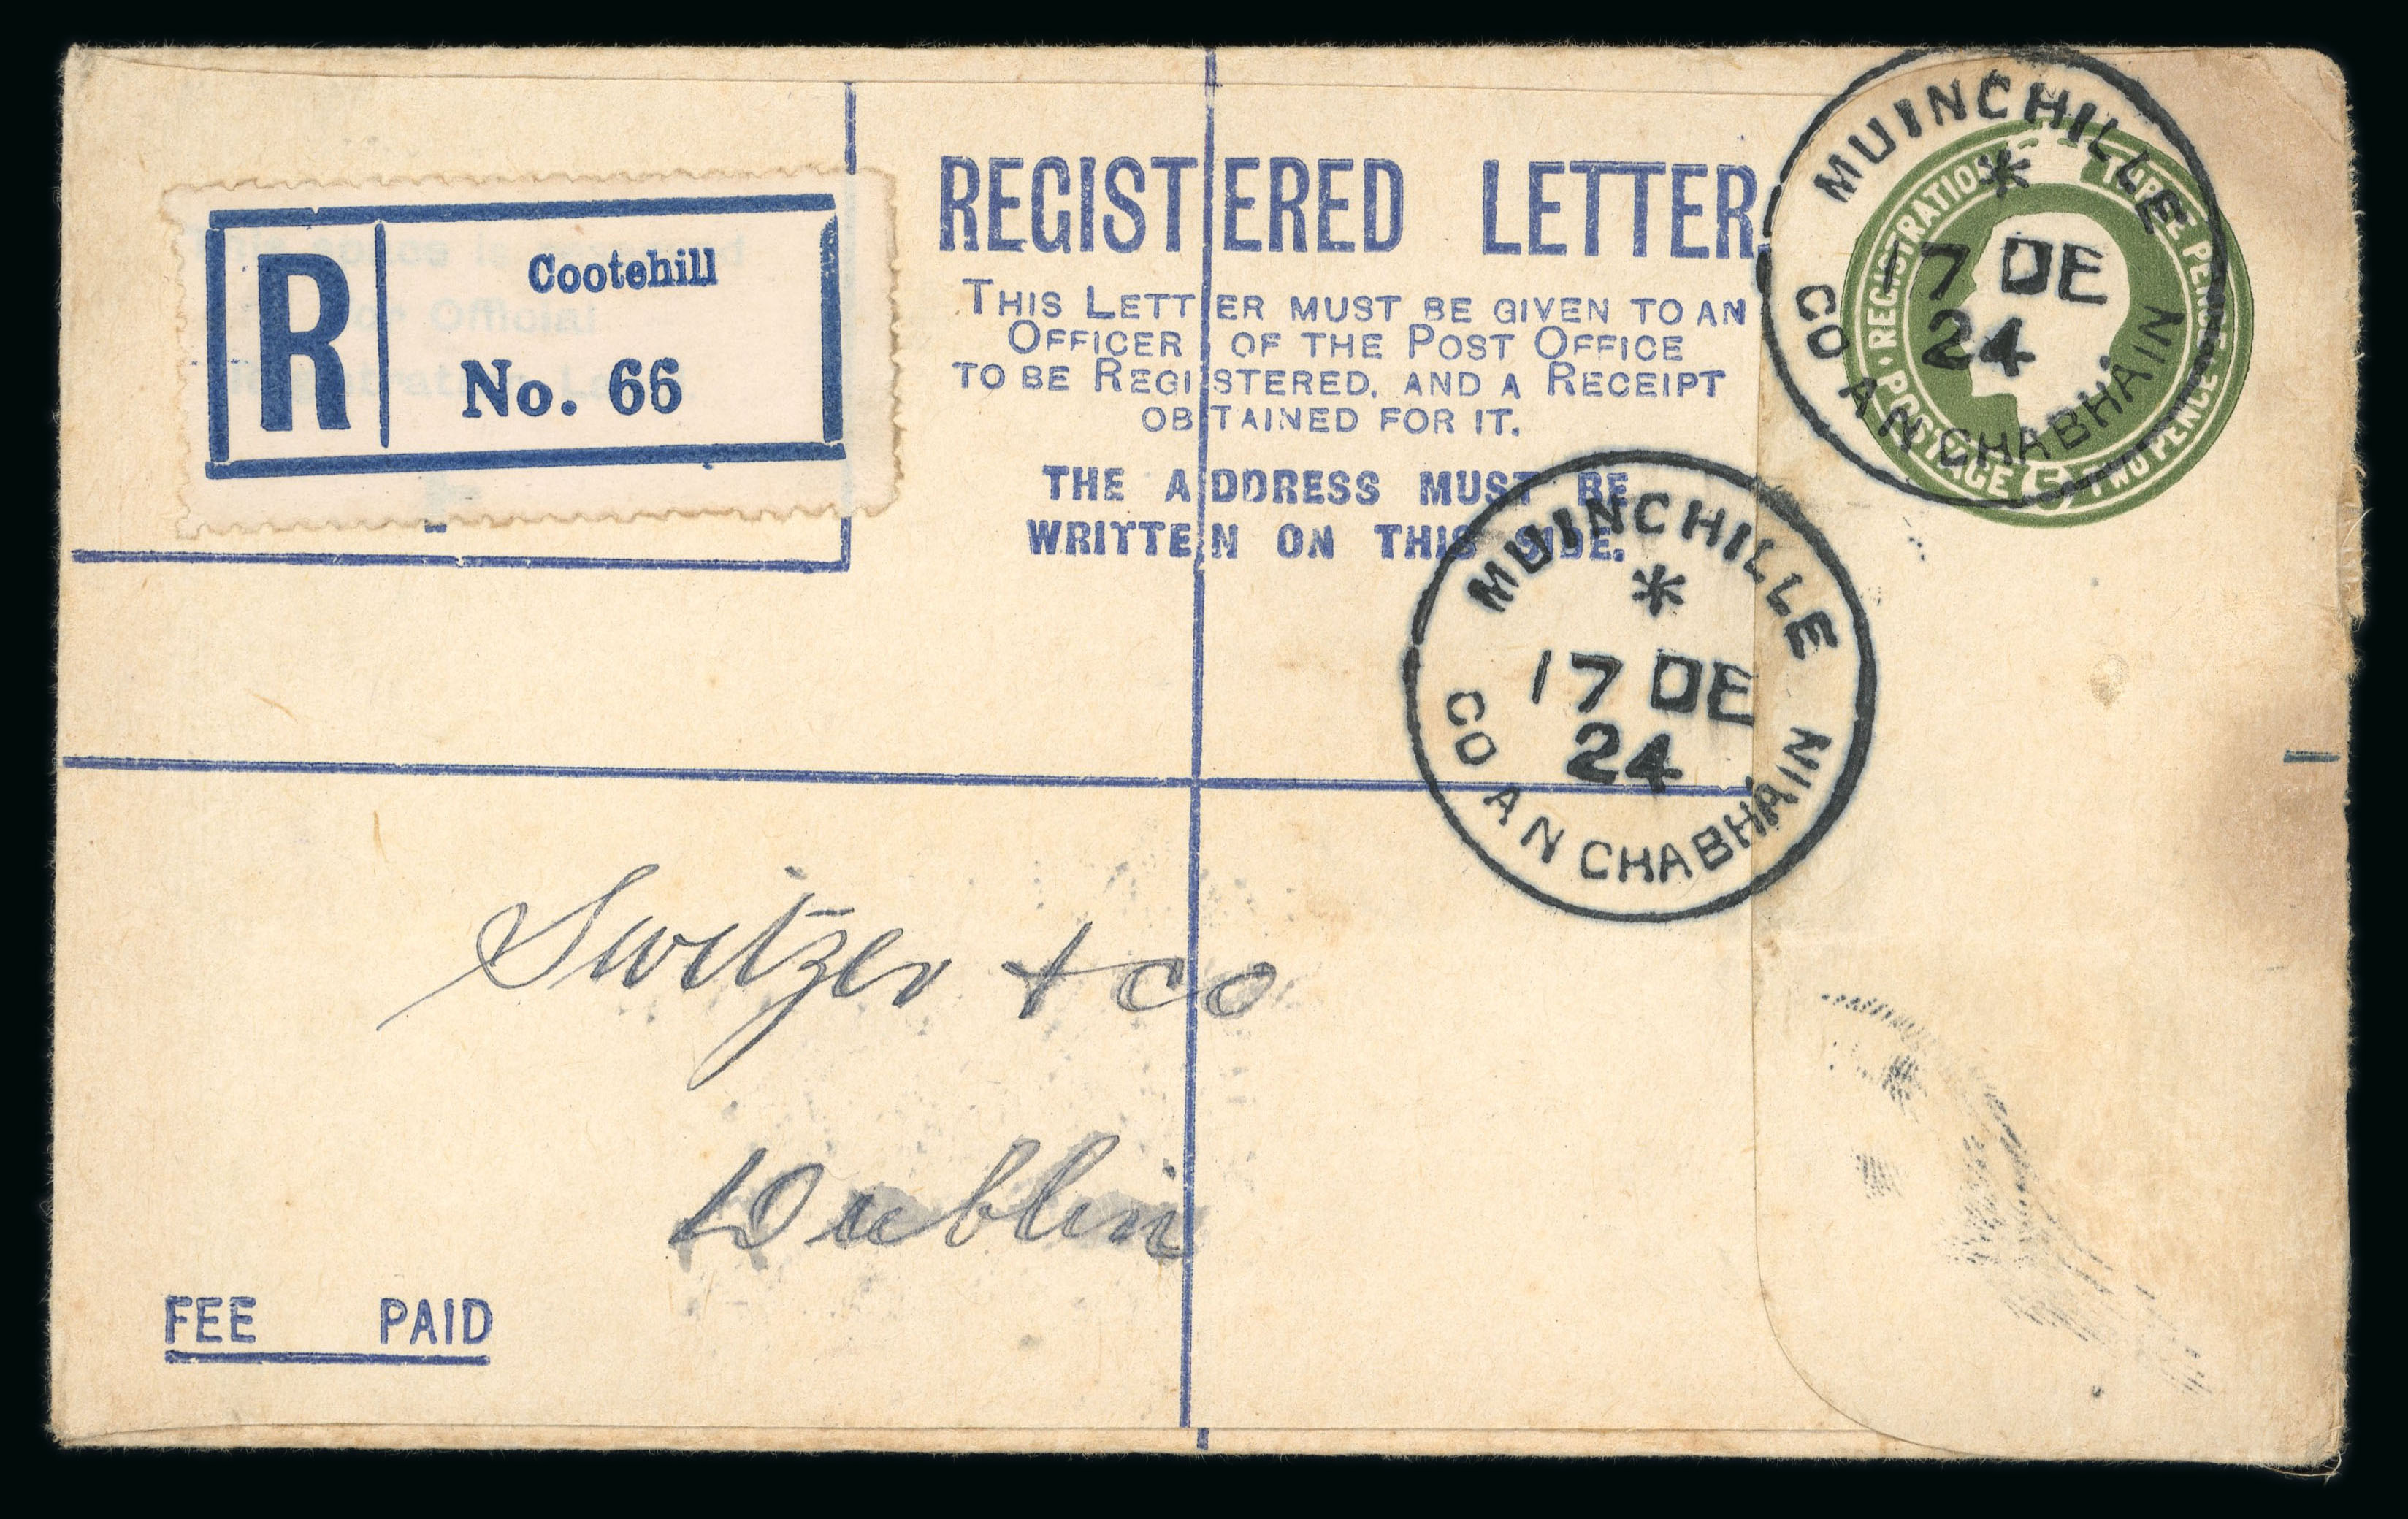 R
Cootehill
No. 66
REGISTERED LETTER
THIS LETTER MUST BE GIVEN TO AN
OFFICER OF THE POST OFFICE
TO BE REGISTERED, AND A RECEIPT
OBTAINED FOR IT.
THE ADDRESS MUST BE
WRITTEN ON THIS SIDE.
REGISTRATION THREE PENCE
POSTAGE TWO PENCE
MUINCHILLE
17 DE
24
CO AN CHABHÁIN
MUINCHILLE
17 DE
24
CO AN CHABHÁIN
Switzer + Co
Dublin
FEE PAID